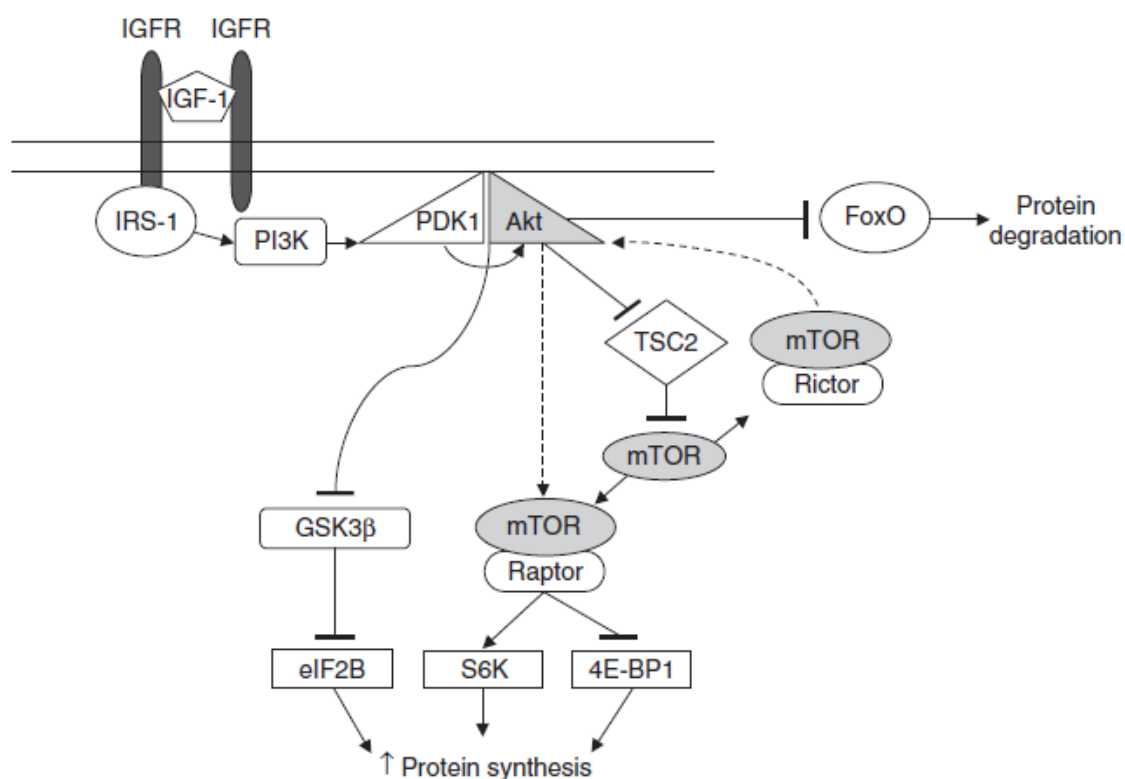 IGFR IGFR
IGF-1
IRS-1
PI3K
PDK1 Akt
FoxO
Protein
degradation
TSC2
mTOR
Rictor
mTOR
GSK3β
mTOR
Raptor
eIF2B
S6K
4E-BP1
↑ Protein synthesis